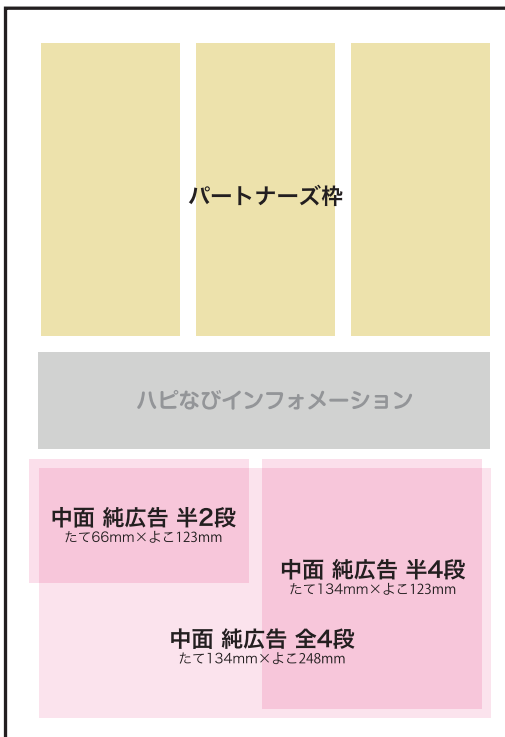 パートナーズ枠
ハピなびインフォメーション
中面 純広告 半2段
たて66mm×よこ123mm
中面 純広告 半4段
たて134mm×よこ123mm
中面 純広告 全4段
たて134mm×よこ248mm